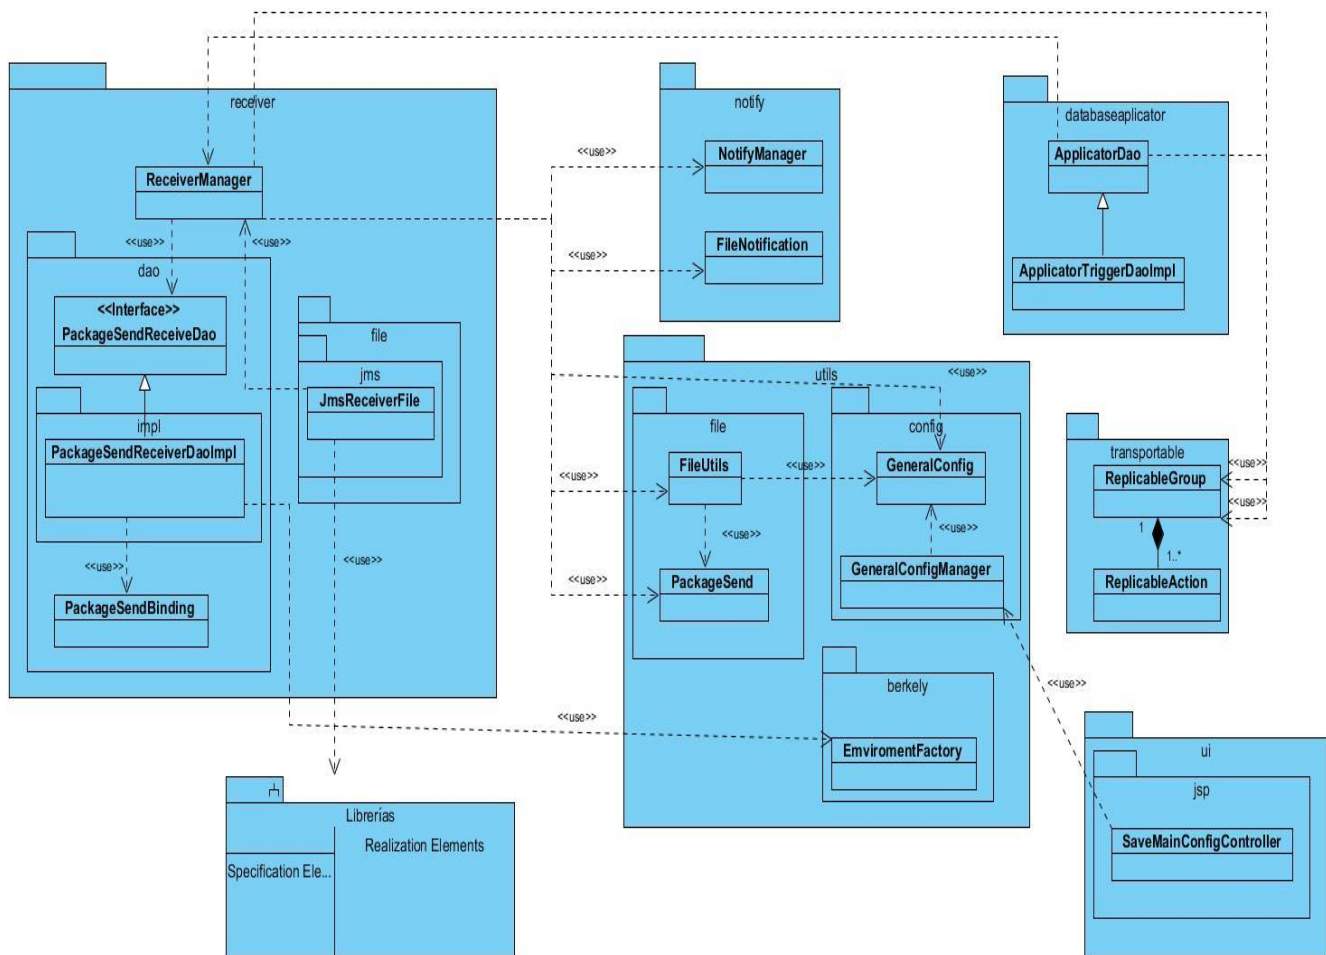 receiver
ReceiverManager
<<use>>
<<use>>
dao
<<Interface>>
PackageSendReceiveDao
impl
PackageSendReceiverDaoImpl
<<use>>
PackageSendBinding
file
jms
JmsReceiverFile
<<use>>
notify
<<use>>
NotifyManager
<<use>>
FileNotification
databaseaplicator
ApplicatorDao
ApplicatorTriggerDaoImpl
utils
<<use>>
file
<<use>>
FileUtils
<<use>>
<<use>>
<<use>>
PackageSend
config
GeneralConfig
<<use>>
GeneralConfigManager
berkely
<<use>>
EmviromentFactory
transportable
<<use>>
ReplicableGroup
<<use>>
1
1..*
ReplicableAction
<<use>>
ui
jsp
SaveMainConfigController
Librerías
Realization Elements
Specification Ele...